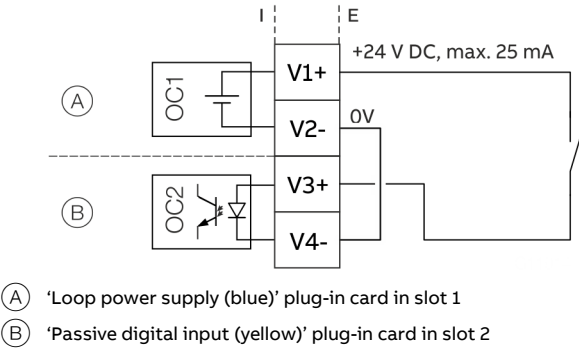 I E
+24 V DC, max. 25 mA
OC1
V1+
A
V2-
0V
V3+
OC2
B
V4-
A 'Loop power supply (blue)' plug-in card in slot 1
B 'Passive digital input (yellow)' plug-in card in slot 2